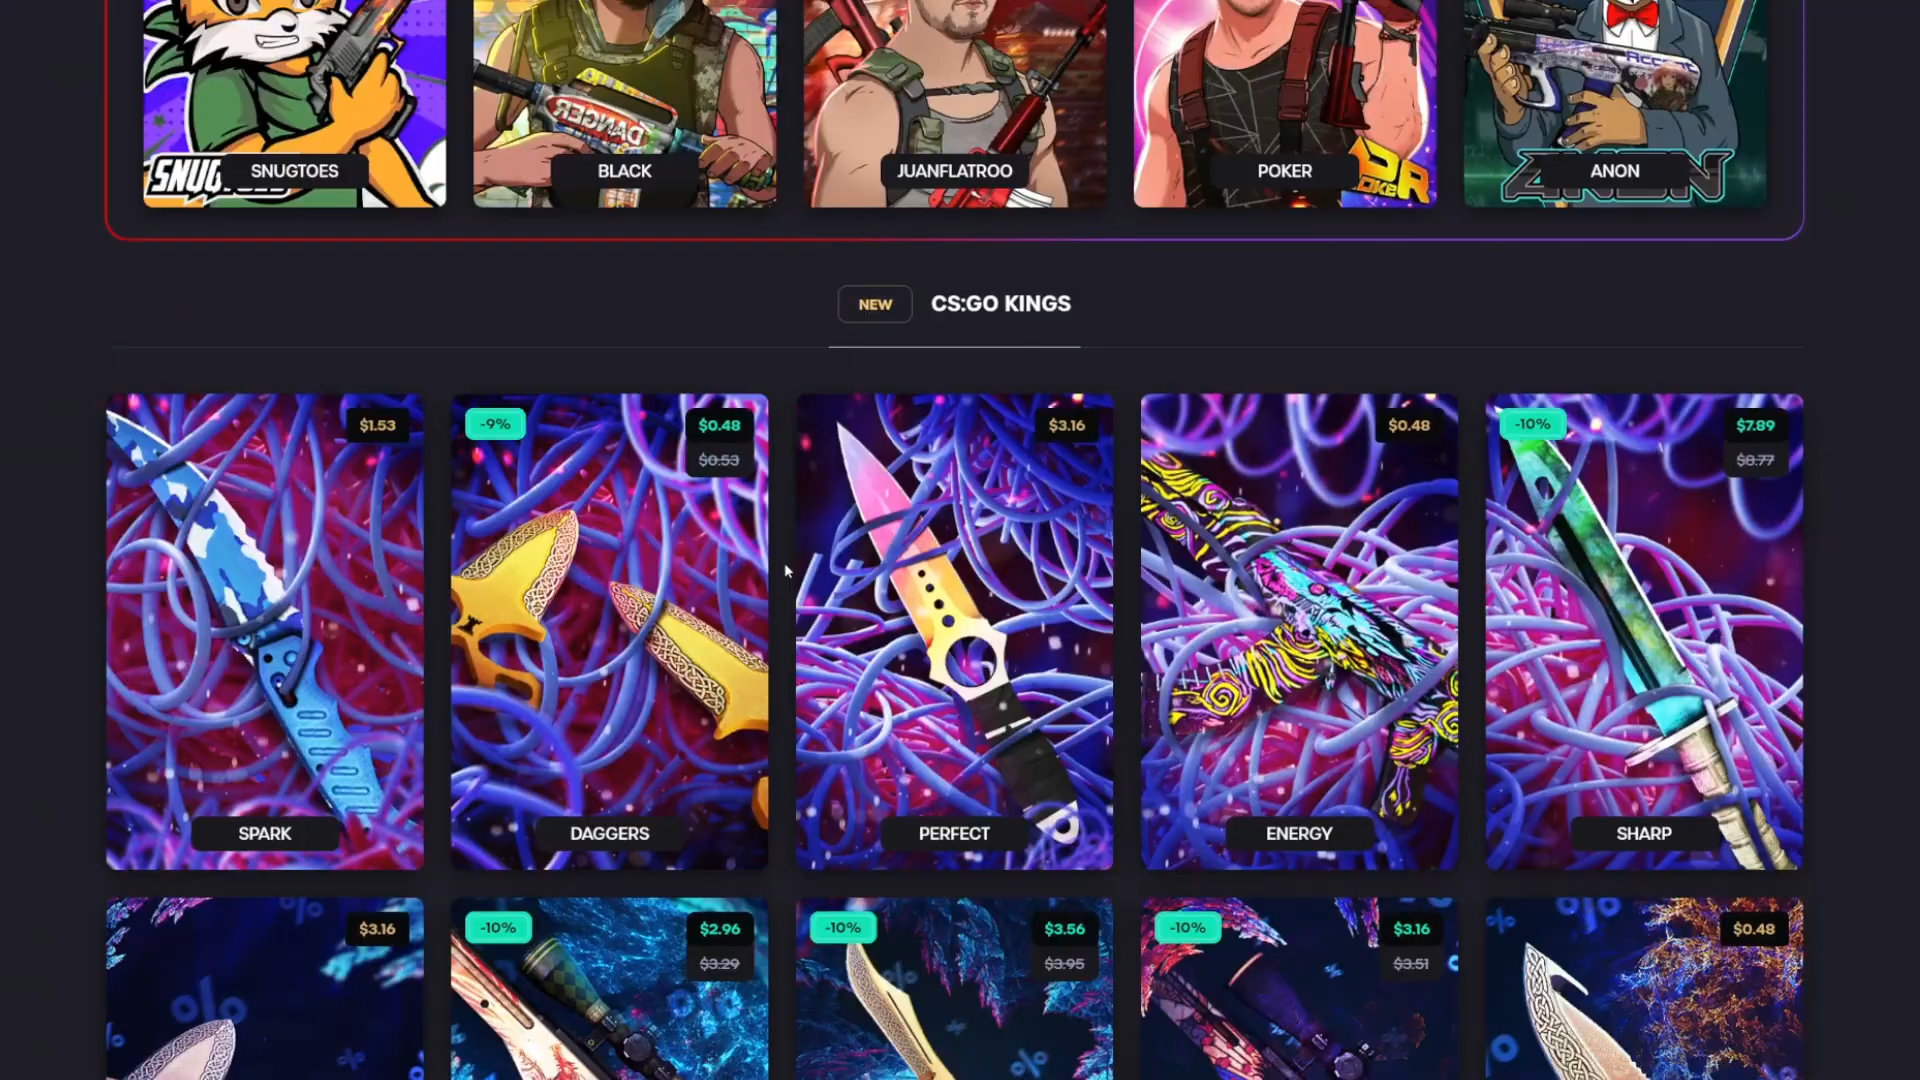 SNUGTOES
BLACK
JUANFLATROO
POKER
ANON
DANGER
NEW
CS:GO KINGS
$1.53
-9%
$0.48
$0.53
$3.16
$0.48
-10%
$7.89
$8.77
SPARK
DAGGERS
PERFECT
ENERGY
SHARP
$3.16
-10%
$2.96
$3.29
-10%
$3.56
$3.95
-10%
$3.16
$3.51
$0.48